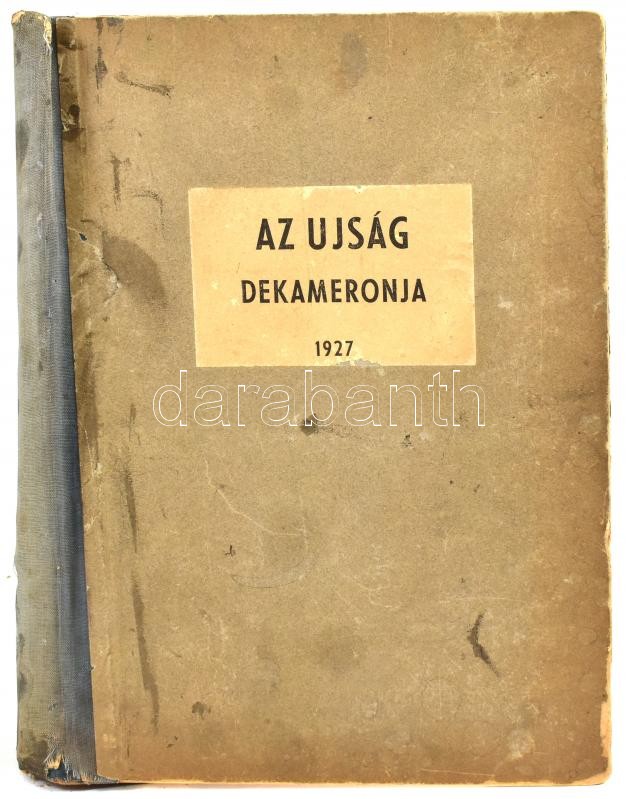 AZ UJSÁG
DEKAMERONJA
1927
darabanth